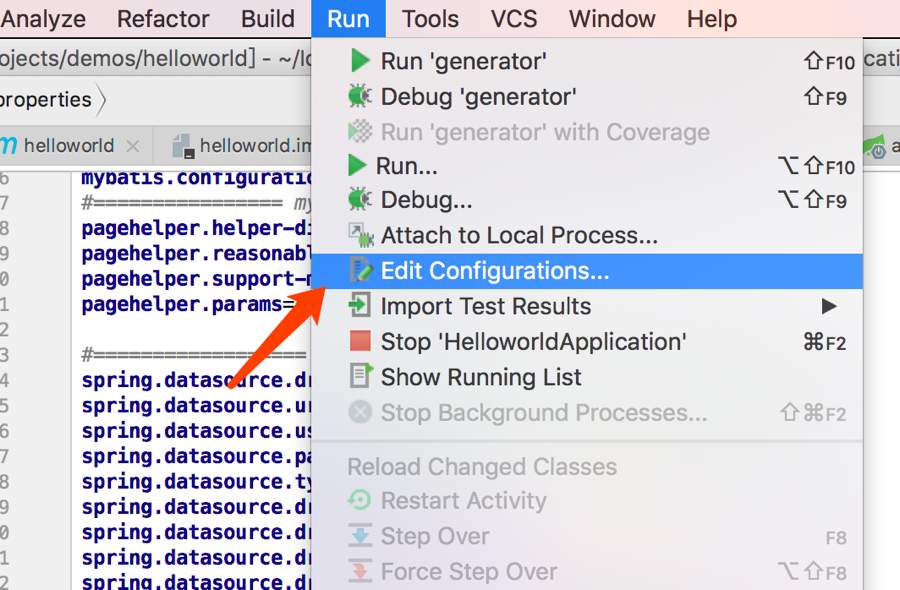 Analyze Refactor Build Run Tools VCS Window Help
ojects/demos/helloworld] - ~/
properties
helloworld helloworld.im
Run 'generator' ⇧F10
Debug 'generator' ⇧F9
Run 'generator' with Coverage
Run... ⌥⇧F10
Debug... ⌥⇧F9
Attach to Local Process...
Edit Configurations...
Import Test Results ▶
Stop 'HelloworldApplication' ⌘F2
Show Running List
Stop Background Processes... ⇧⌘F2
Reload Changed Classes
Restart Activity
Step Over F8
Force Step Over ⌥⇧F8
6 mybatis.configuratio
7 #================ my
8 pagehelper.helper-di
9 pagehelper.reasonabl
0 pagehelper.support-m
1 pagehelper.params=
2
3 #===================
4 spring.datasource.dr
5 spring.datasource.ur
6 spring.datasource.us
7 spring.datasource.pa
8 spring.datasource.ty
9 spring.datasource.dr
0 spring.datasource.dr
1 spring.datasource.dr
2 spring.datasource.dr